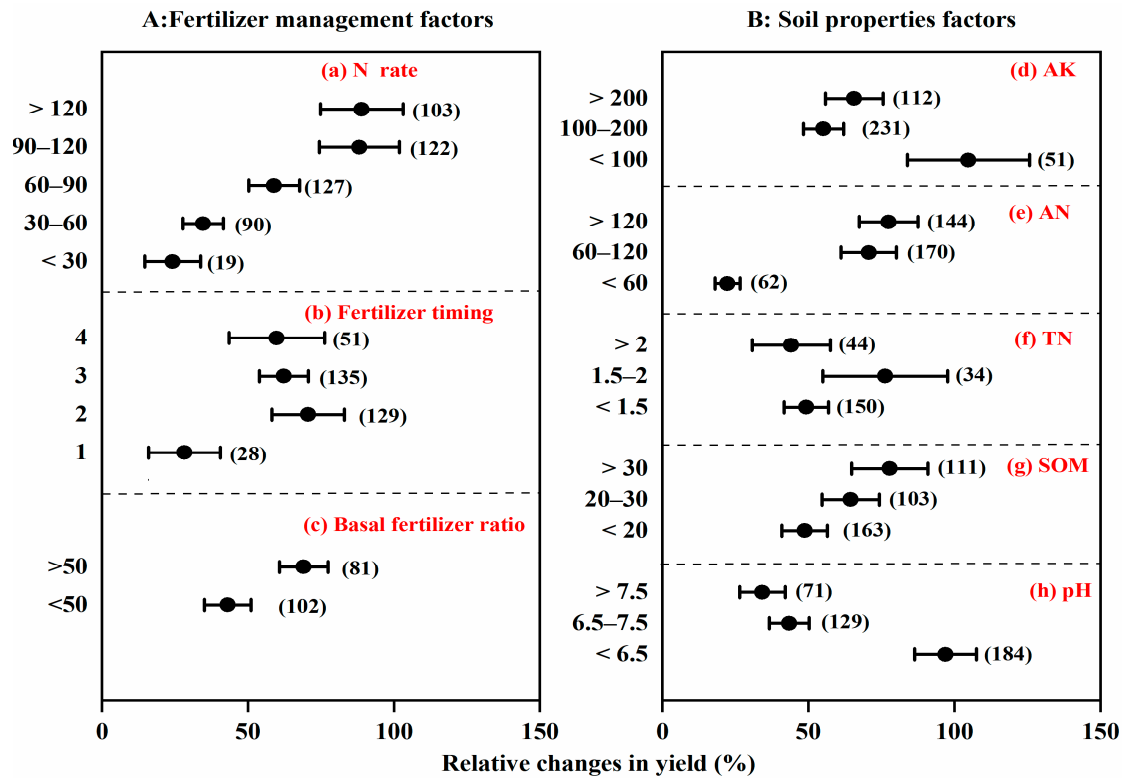 A:Fertilizer management factors
(a) N rate
> 120 (103)
90–120 (122)
60–90 (127)
30–60 (90)
< 30 (19)
(b) Fertilizer timing
4 (51)
3 (135)
2 (129)
1 (28)
(c) Basal fertilizer ratio
>50 (81)
<50 (102)
0 50 100 150
B: Soil properties factors
(d) AK
> 200 (112)
100–200 (231)
< 100 (51)
(e) AN
> 120 (144)
60–120 (170)
< 60 (62)
(f) TN
> 2 (44)
1.5–2 (34)
< 1.5 (150)
(g) SOM
> 30 (111)
20–30 (103)
< 20 (163)
(h) pH
> 7.5 (71)
6.5–7.5 (129)
< 6.5 (184)
0 50 100 150
Relative changes in yield (%)